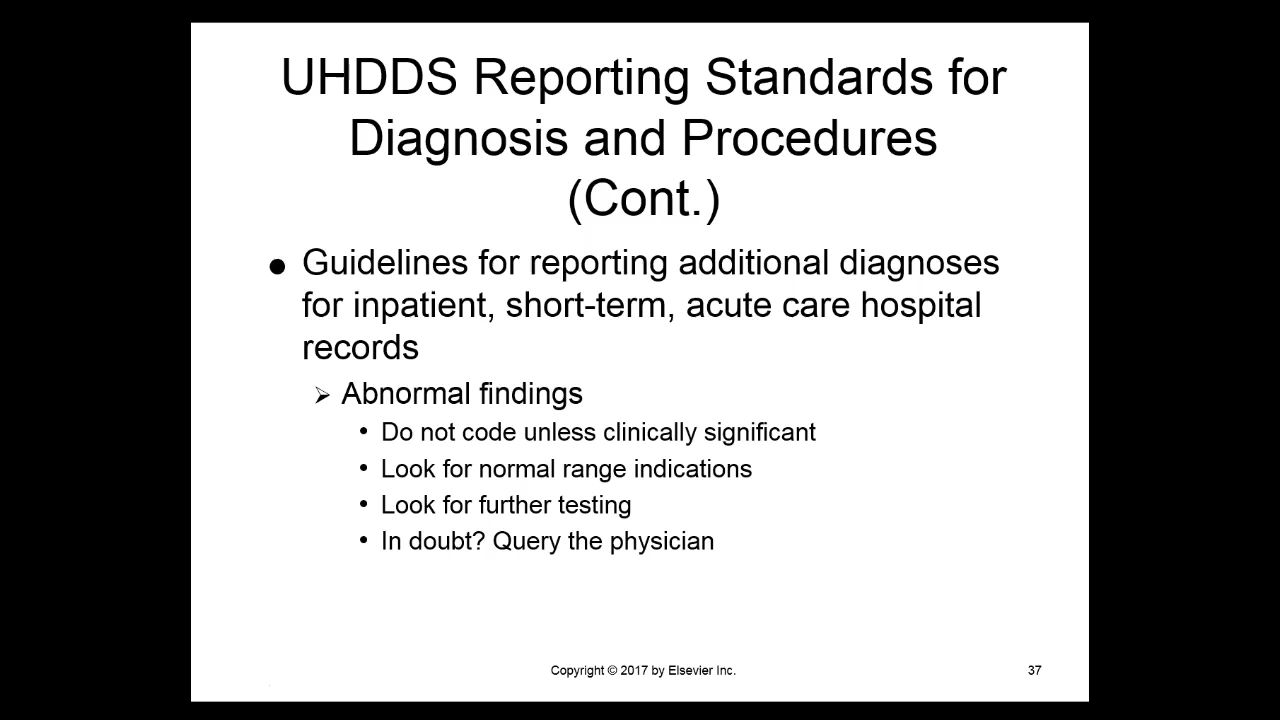 UHDDS Reporting Standards for
Diagnosis and Procedures
(Cont.)
● Guidelines for reporting additional diagnoses
for inpatient, short-term, acute care hospital
records
➢ Abnormal findings
• Do not code unless clinically significant
• Look for normal range indications
• Look for further testing
• In doubt? Query the physician
Copyright © 2017 by Elsevier Inc.
37